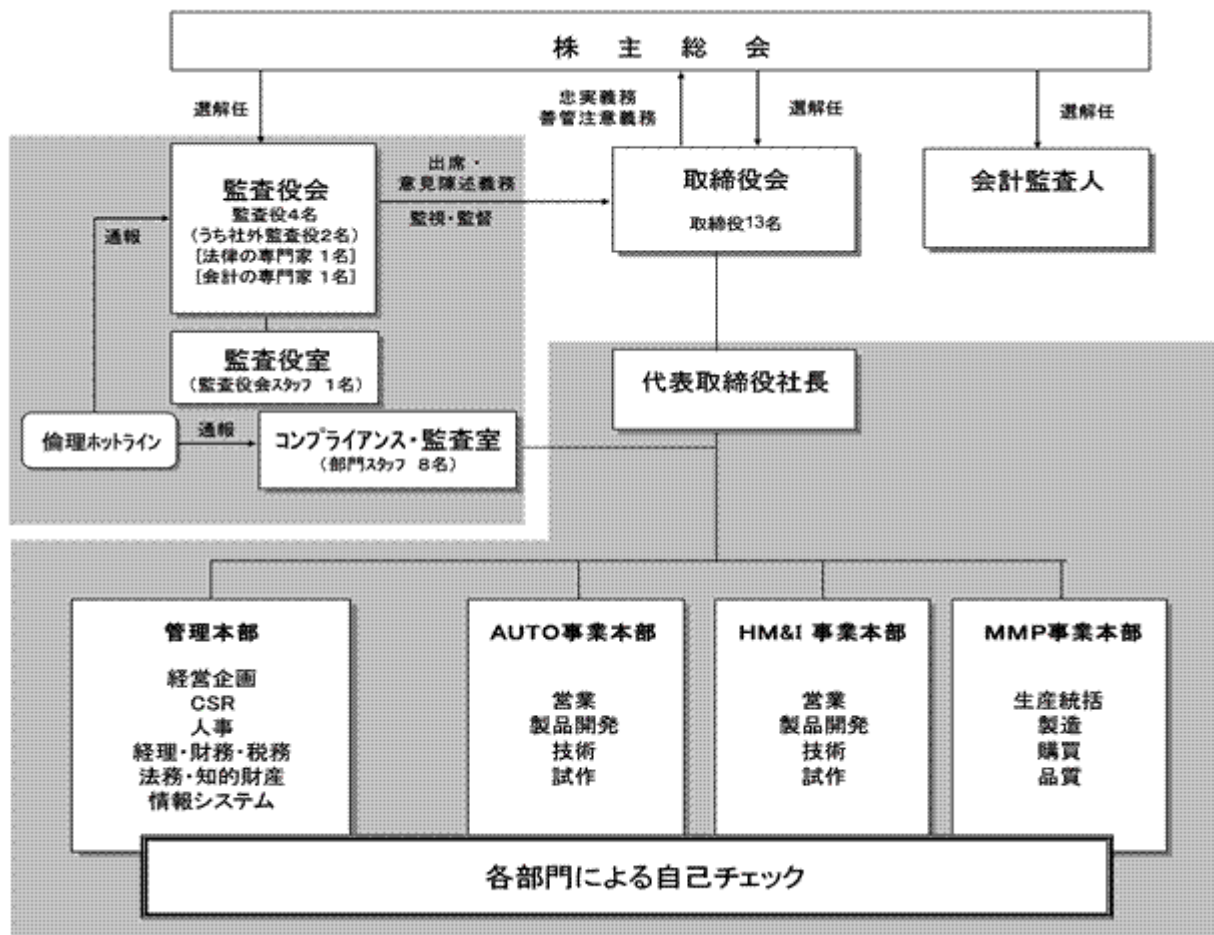 株主総会
選解任
忠実義務
善管注意義務
選解任
選解任
監査役会
監査役4名
(うち社外監査役2名)
[法律の専門家 1名]
[会計の専門家 1名]
出席・
意見陳述義務
監視・監督
取締役会
取締役13名
会計監査人
通報
監査役室
(監査役会スタッフ 1名)
代表取締役社長
倫理ホットライン
通報
コンプライアンス・監査室
(部門スタッフ 8名)
管理本部
経営企画
CSR
人事
経理・財務・税務
法務・知的財産
情報システム
AUTO事業本部
営業
製品開発
技術
試作
HM&I 事業本部
営業
製品開発
技術
試作
MMP事業本部
生産統括
製造
購買
品質
各部門による自己チェック